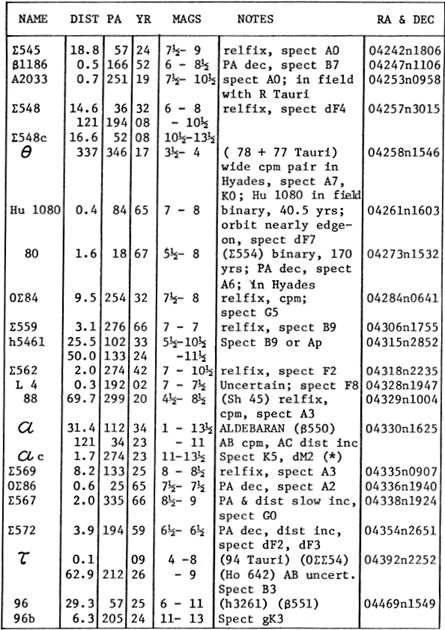 NAME DIST PA YR MAGS NOTES RA & DEC
Σ545 18.8 57 24 7½- 9 relfix, spect A0 04242n1806
β1186 0.5 166 52 6 - 8½ PA dec, spect B7 04247n1106
A2033 0.7 251 19 7½- 10½ spect A0; in field 04253n0958
with R Tauri
Σ548 14.6 36 32 6 - 8 relfix, spect dF4 04257n3015
121 194 08 - 10½
Σ548c 16.6 52 08 10½-13½
θ 337 346 17 3½- 4 ( 78 + 77 Tauri) 04258n1546
wide cpm pair in
Hyades, spect A7,
K0; Hu 1080 in field
Hu 1080 0.4 84 65 7 - 8 binary, 40.5 yrs; 04261n1603
orbit nearly edge-
on, spect dF7
80 1.6 18 67 5½- 8 (Σ554) binary, 170 04273n1532
yrs; PA dec, spect
A6; in Hyades
OΣ84 9.5 254 32 7½- 8 relfix, cpm; 04284n0641
spect G5
Σ559 3.1 276 66 7 - 7 relfix, spect B9 04306n1755
h5461 25.5 102 33 5½-10½ Spect B9 or Ap 04315n2852
50.0 133 24 -11½
Σ562 2.0 274 42 7 - 10½ relfix, spect F2 04318n2235
L 4 0.3 192 02 7 - 7½ Uncertain; spect F8 04328n1947
88 69.7 299 20 4½- 8½ (Sh 45) relfix, 04329n1004
cpm, spect A3
α 31.4 112 34 1 - 13½ ALDEBARAN (β550) 04330n1625
121 34 23 - 11 AB cpm, AC dist inc
α c 1.7 274 23 11-13½ Spect K5, dM2 (*)
Σ569 8.2 133 25 8 - 8½ relfix, spect A3 04335n0907
OΣ86 0.6 25 65 7½- 7½ PA dec, spect A2 04336n1940
Σ567 2.0 335 66 8½- 9 PA & dist slow inc, 04338n1924
spect G0
Σ572 3.9 194 59 6½- 6½ PA dec, dist inc, 04354n2651
spect dF2, dF3
τ 0.1 09 4 -8 (94 Tauri) (OΣΣ54) 04392n2252
62.9 212 26 - 9 (Ho 642) AB uncert.
Spect B3
96 29.3 57 25 6 - 11 (h3261) (β551) 04469n1549
96b 6.3 205 24 11- 13 Spect gK3